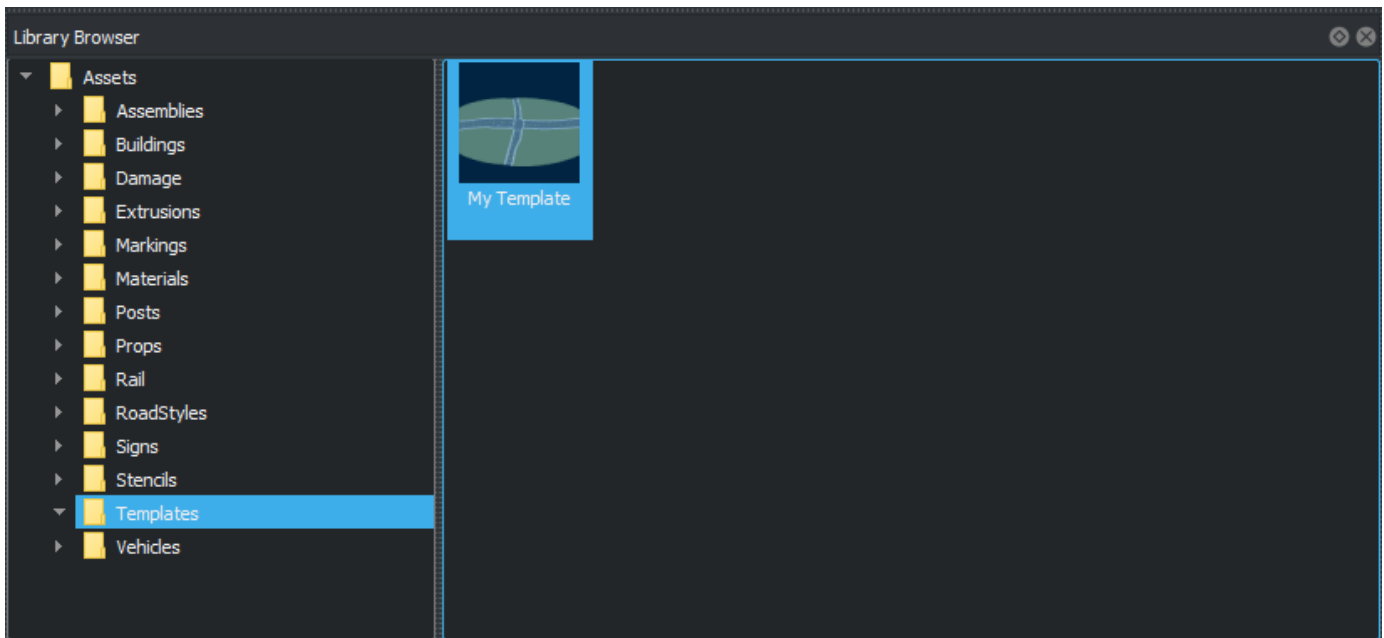 Library Browser
Assets
Assemblies
Buildings
Damage
Extrusions
Markings
Materials
Posts
Props
Rail
RoadStyles
Signs
Stencils
Templates
Vehicles
My Template